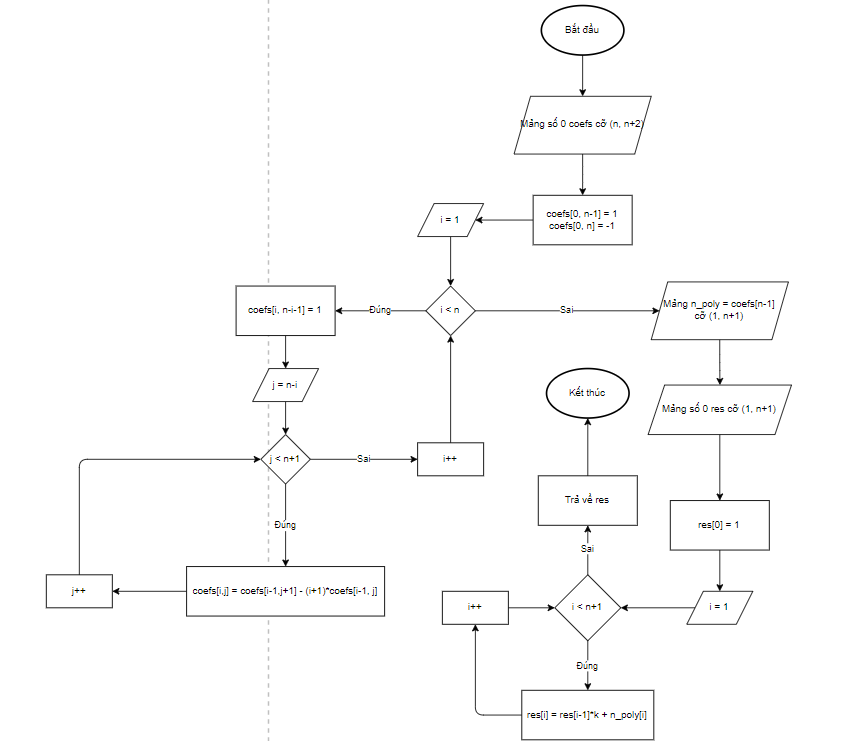 Bắt đầu
Mảng số 0 coefs cỡ (n, n+2)
coefs[0, n-1] = 1
coefs[0, n] = -1
i = 1
i < n
Đúng
Sai
coefs[i, n-i-1] = 1
j = n-i
j < n+1
Sai
i++
Đúng
coefs[i,j] = coefs[i-1,j+1] - (i+1)*coefs[i-1, j]
j++
Mảng n_poly = coefs[n-1]
cỡ (1, n+1)
Mảng số 0 res cỡ (1, n+1)
res[0] = 1
i = 1
i < n+1
Đúng
res[i] = res[i-1]*k + n_poly[i]
i++
Sai
Trả về res
Kết thúc